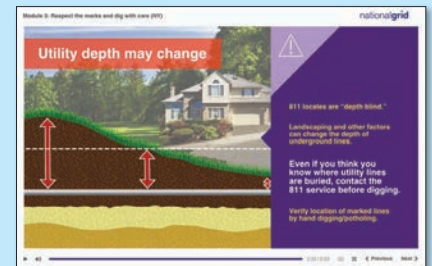 Module 3: Respect the marks and dig with care (NY)
nationalgrid
Utility depth may change
811 locates are "depth blind."
Landscaping and other factors
can change the depth of
underground lines.
Even if you think you
know where utility lines
are buried, contact the
811 service before digging.
Verify location of marked lines
by hand digging/potholing.
Previous
Next